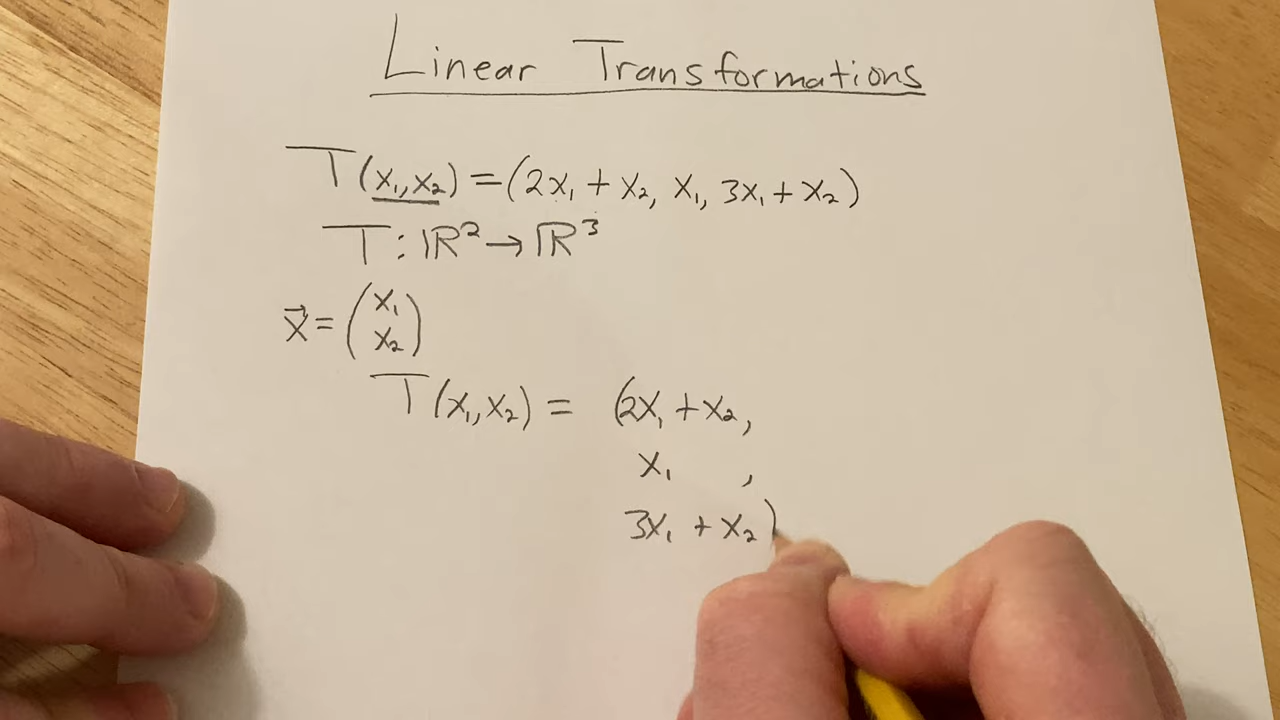 Linear Transformations
T(x₁, x₂) = (2x₁ + x₂, x₁, 3x₁ + x₂)
T : ℝ² → ℝ³
x⃗ = (x₁
x₂)
T(x₁, x₂) = (2x₁ + x₂,
x₁ ,
3x₁ + x₂)